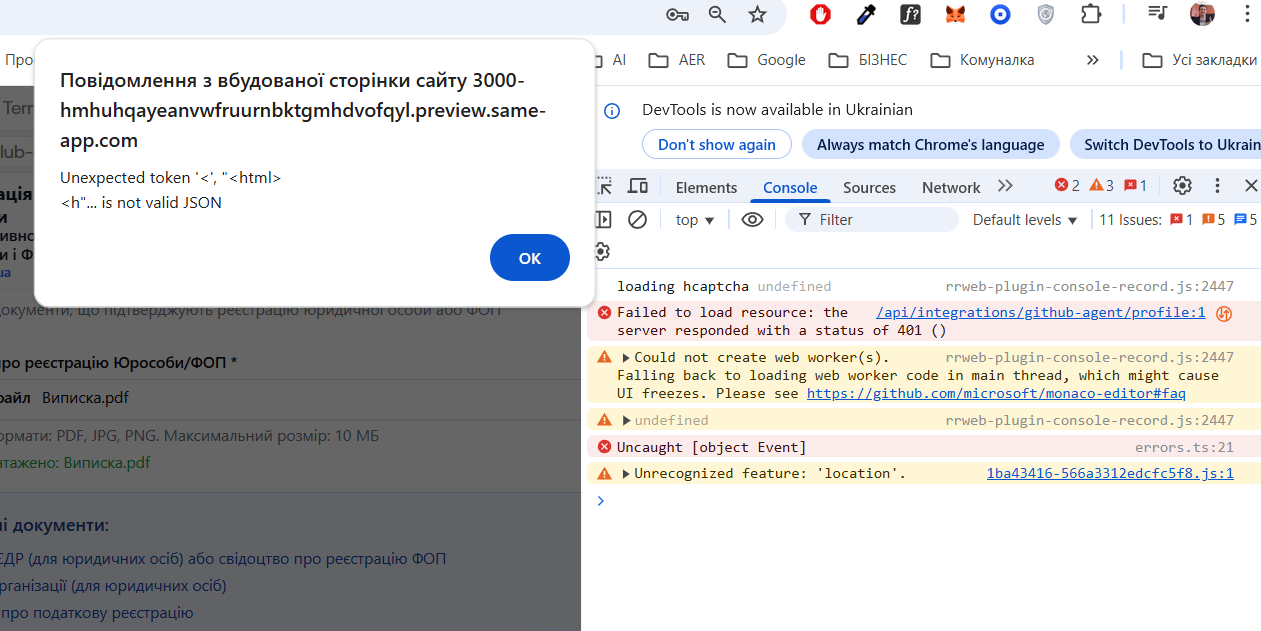 AI
AER
Google
БІЗНЕС
Комуналка
»
Усі закладки
Про
Повідомлення з вбудованої сторінки сайту 3000-
hmhuhqayeanvwfruurnbktgmhdvofqyl.preview.same-
app.com
Unexpected token '<', "<html>
<h"... is not valid JSON
OK
DevTools is now available in Ukrainian
Don't show again
Always match Chrome's language
Switch DevTools to Ukrain
Elements
Console
Sources
Network
2
3
1
top
Filter
Default levels
11 Issues:
1
5
5
loading hcaptcha undefined
rrweb-plugin-console-record.js:2447
Failed to load resource: the
/api/integrations/github-agent/profile:1
server responded with a status of 401 ()
Could not create web worker(s).
rrweb-plugin-console-record.js:2447
Falling back to loading web worker code in main thread, which might cause
UI freezes. Please see https://github.com/microsoft/monaco-editor#faq
undefined
rrweb-plugin-console-record.js:2447
Uncaught [object Event]
errors.ts:21
Unrecognized feature: 'location'.
1ba43416-566a3312edcfc5f8.js:1
Terr
lub-
ація
и
ивно
и і Ф
ua
документи, що підтверджують реєстрацію юридичної особи або ФОП
про реєстрацію Юрособи/ФОП *
файл Виписка.pdf
ормати: PDF, JPG, PNG. Максимальний розмір: 10 МБ
нтажено: Виписка.pdf
ні документи:
ЄДР (для юридичних осіб) або свідоцтво про реєстрацію ФОП
рганізації (для юридичних осіб)
про податкову реєстрацію